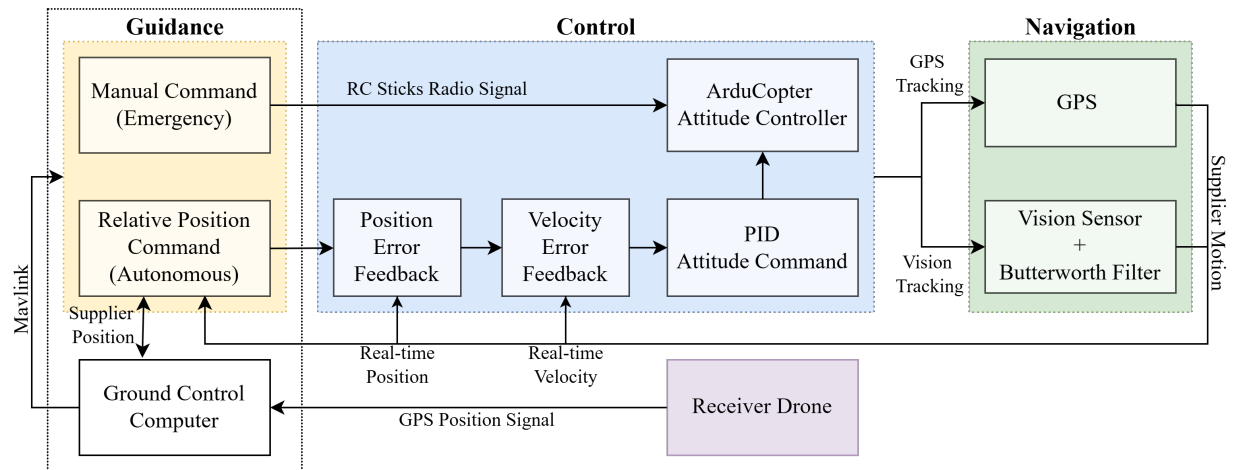 Guidance
Control
Navigation
Manual Command
(Emergency)
RC Sticks Radio Signal
ArduCopter
Attitude Controller
GPS
Tracking
GPS
Relative Position
Command
(Autonomous)
Position
Error
Feedback
Velocity
Error
Feedback
PID
Attitude Command
Vision
Tracking
Vision Sensor
+
Butterworth Filter
Supplier Motion
Mavlink
Supplier
Position
Real-time
Position
Real-time
Velocity
Ground Control
Computer
GPS Position Signal
Receiver Drone